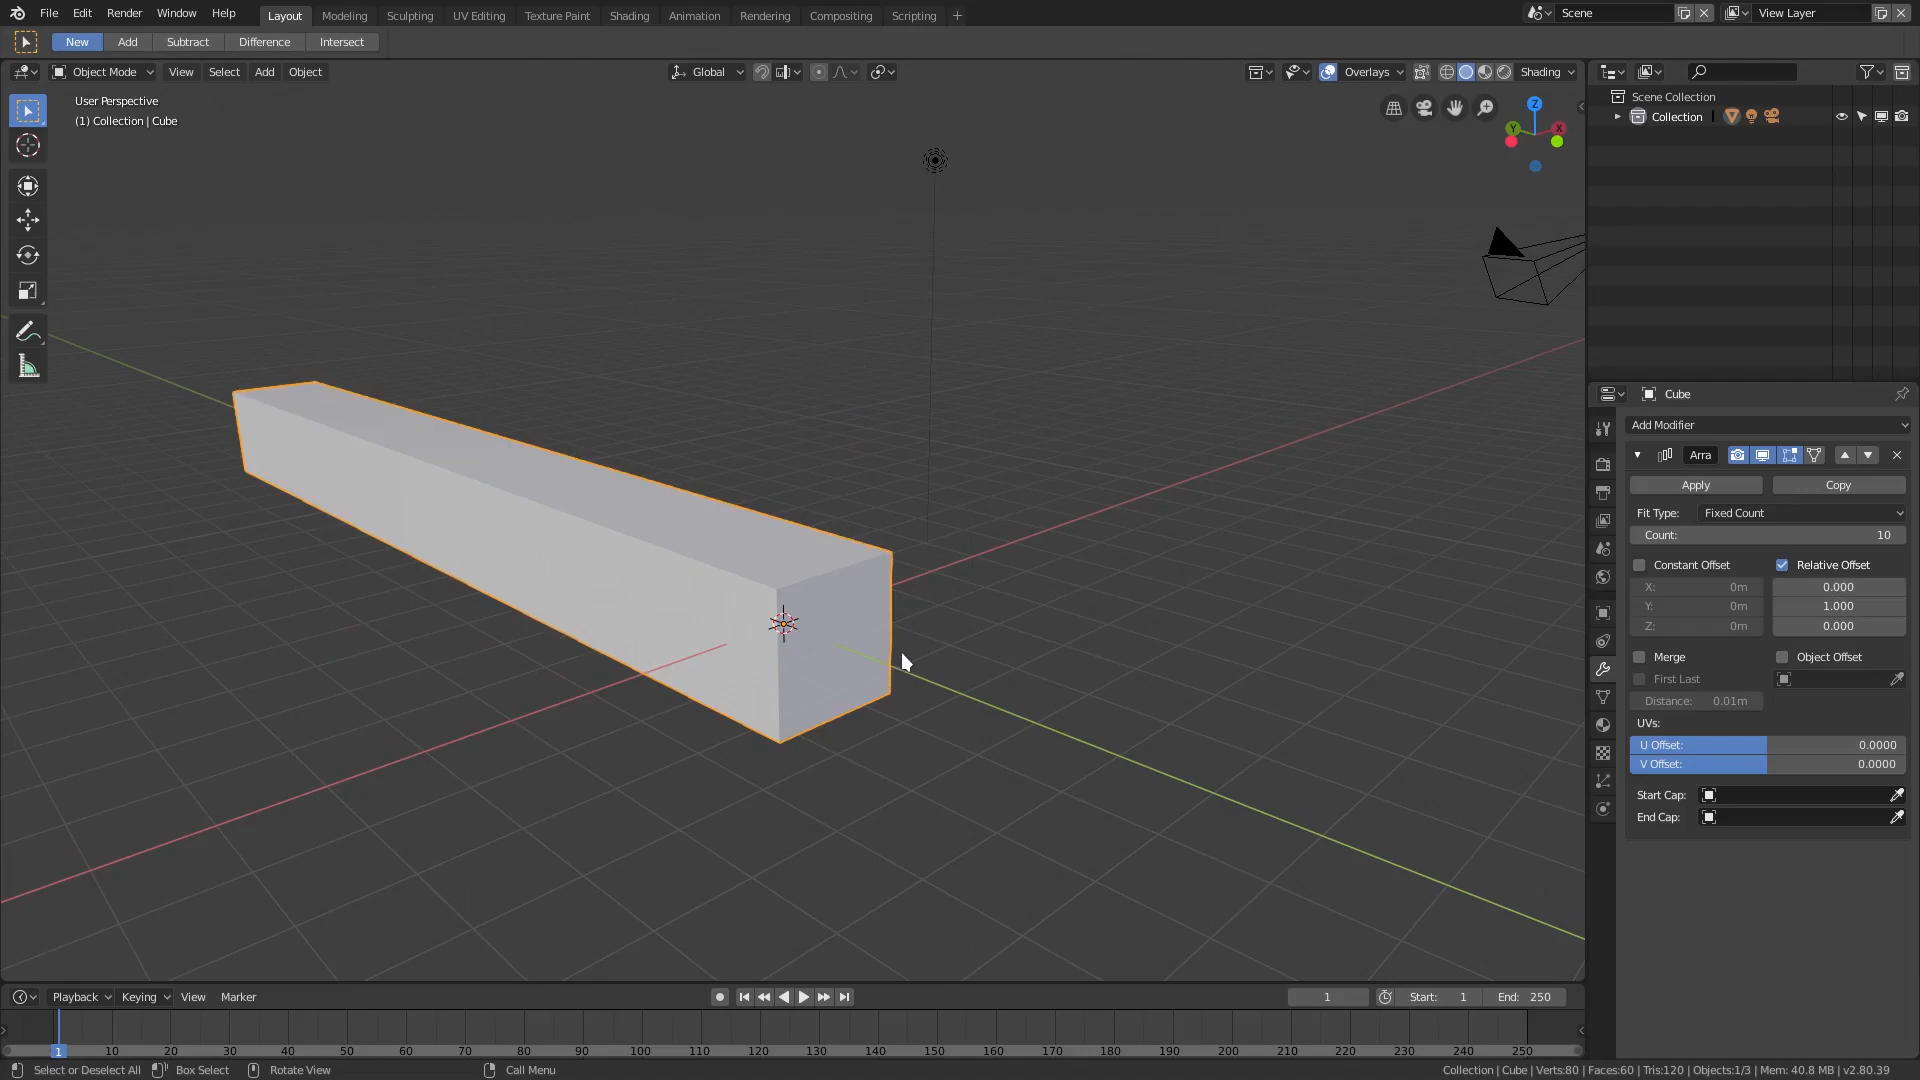 File Edit Render Window Help Layout Modeling Sculpting UV Editing Texture Paint Shading Animation Rendering Compositing Scripting + Scene View Layer
New Add Subtract Difference Intersect
Object Mode View Select Add Object Global Overlays Shading
User Perspective
(1) Collection | Cube
Z
Y X
Scene Collection
Collection
Cube
Add Modifier
Arra
Apply Copy
Fit Type: Fixed Count
Count: 10
Constant Offset Relative Offset
X: 0m 0.000
Y: 0m 1.000
Z: 0m 0.000
Merge Object Offset
First Last
Distance: 0.01m
UVs:
U Offset: 0.0000
V Offset: 0.0000
Start Cap:
End Cap:
Playback Keying View Marker 1 Start: 1 End: 250
1 10 20 30 40 50 60 70 80 90 100 110 120 130 140 150 160 170 180 190 200 210 220 230 240 250
Select or Deselect All Box Select Rotate View Call Menu Collection | Cube | Verts:80 | Faces:60 | Tris:120 | Objects:1/3 | Mem: 40.8 MB | v2.80.39